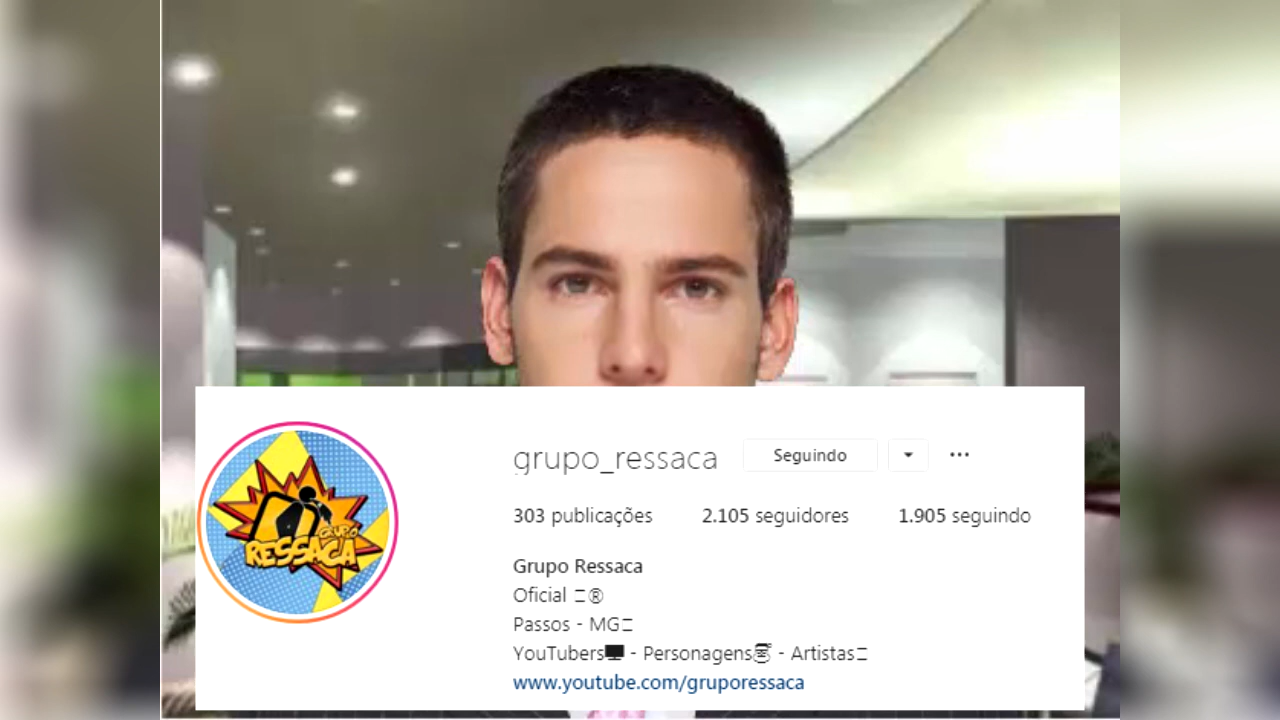 grupo_ressaca Seguindo
303 publicações 2.105 seguidores 1.905 seguindo
GRUPO
RESSACA
Grupo Ressaca
Oficial ®
Passos - MG
YouTubers - Personagens - Artistas
www.youtube.com/gruporessaca